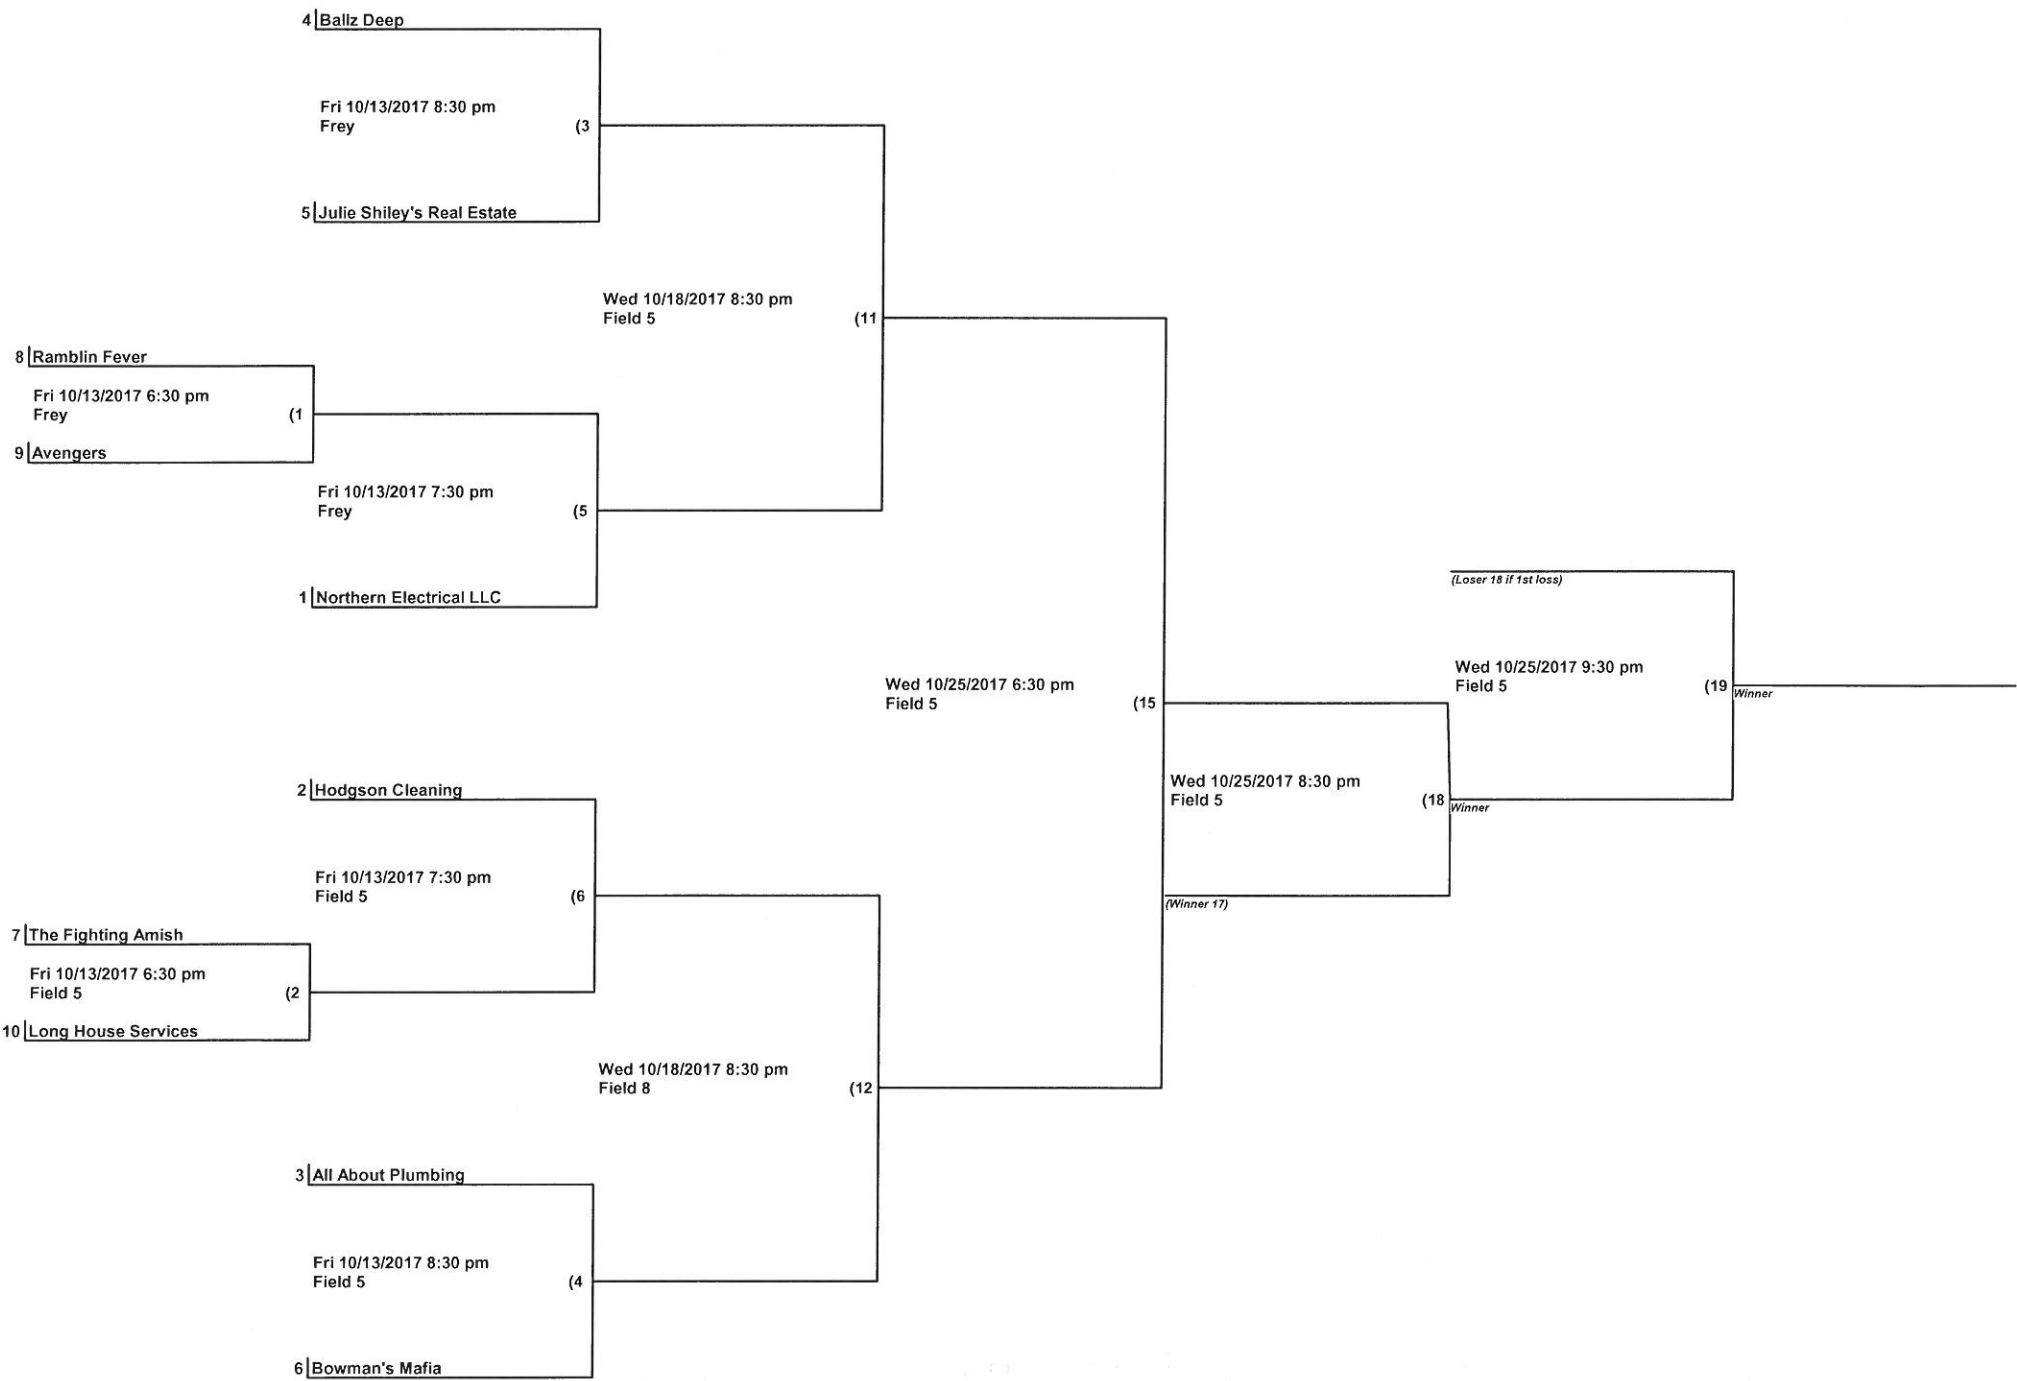 4 Ballz Deep
Fri 10/13/2017 8:30 pm
Frey
(3
5 Julie Shiley's Real Estate
Wed 10/18/2017 8:30 pm
Field 5
(11
8 Ramblin Fever
Fri 10/13/2017 6:30 pm
Frey
(1
9 Avengers
Fri 10/13/2017 7:30 pm
Frey
(5
1 Northern Electrical LLC
(Loser 18 if 1st loss)
Wed 10/25/2017 9:30 pm
Field 5
(19
Winner
Wed 10/25/2017 6:30 pm
Field 5
(15
Wed 10/25/2017 8:30 pm
Field 5
(18
Winner
(Winner 17)
2 Hodgson Cleaning
Fri 10/13/2017 7:30 pm
Field 5
(6
7 The Fighting Amish
Fri 10/13/2017 6:30 pm
Field 5
(2
10 Long House Services
Wed 10/18/2017 8:30 pm
Field 8
(12
3 All About Plumbing
Fri 10/13/2017 8:30 pm
Field 5
(4
6 Bowman's Mafia